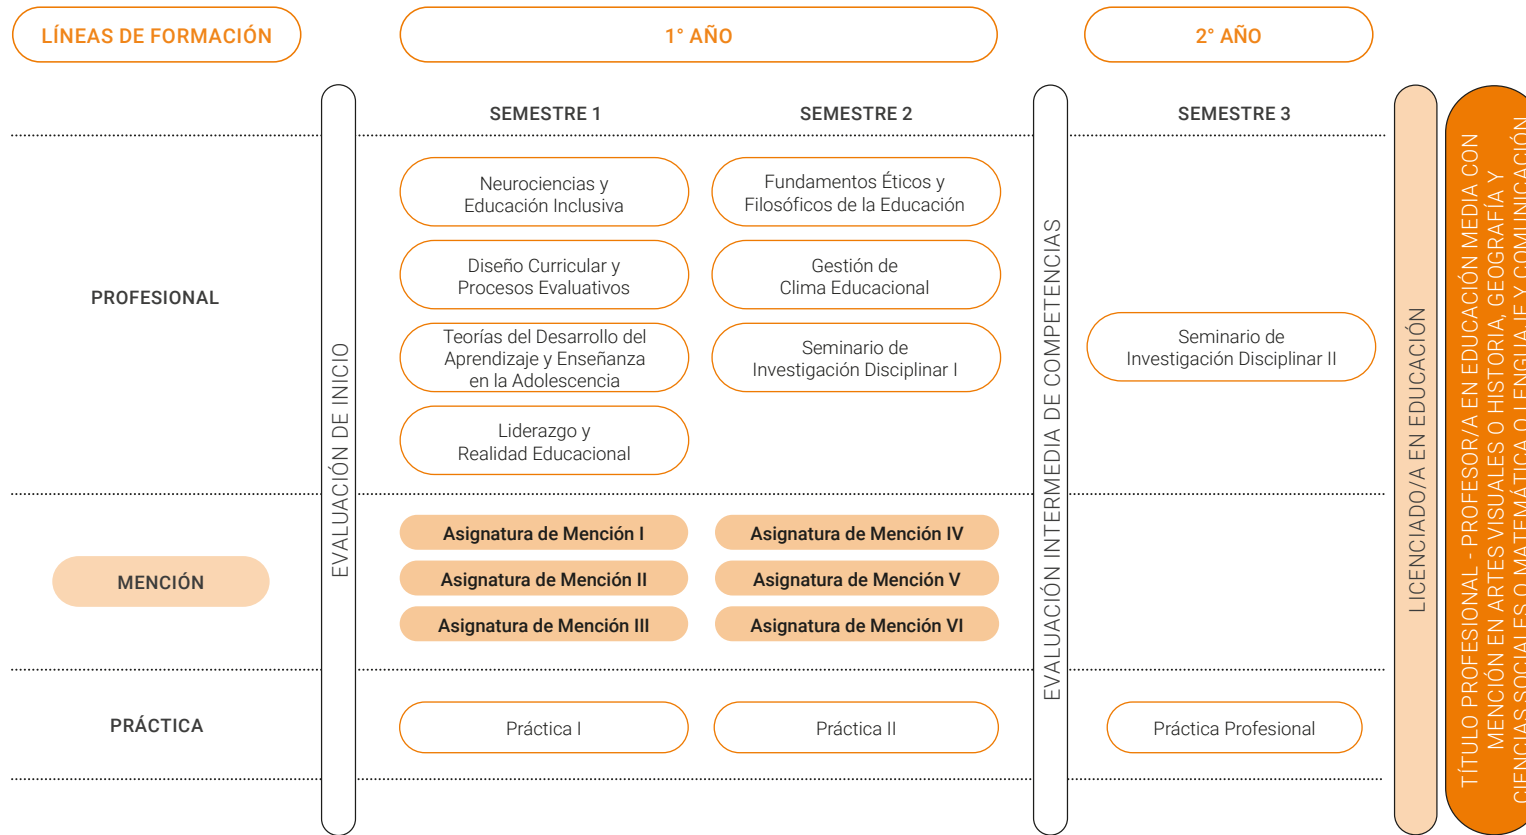 LÍNEAS DE FORMACIÓN
1° AÑO
2° AÑO
SEMESTRE 1
SEMESTRE 2
SEMESTRE 3
PROFESIONAL
EVALUACIÓN DE INICIO
Neurociencias y
Educación Inclusiva
Diseño Curricular y
Procesos Evaluativos
Teorías del Desarrollo del
Aprendizaje y Enseñanza
en la Adolescencia
Liderazgo y
Realidad Educacional
Fundamentos Éticos y
Filosóficos de la Educación
Gestión de
Clima Educacional
Seminario de
Investigación Disciplinar I
EVALUACIÓN INTERMEDIA DE COMPETENCIAS
Seminario de
Investigación Disciplinar II
MENCIÓN
Asignatura de Mención I
Asignatura de Mención II
Asignatura de Mención III
Asignatura de Mención IV
Asignatura de Mención V
Asignatura de Mención VI
PRÁCTICA
Práctica I
Práctica II
Práctica Profesional
LICENCIADO/A EN EDUCACIÓN
TÍTULO PROFESIONAL - PROFESOR/A EN EDUCACIÓN MEDIA CON
MENCIÓN EN ARTES VISUALES O HISTORIA, GEOGRAFÍA Y
CIENCIAS SOCIALES O MATEMÁTICA O LENGUAJE Y COMUNICACIÓN